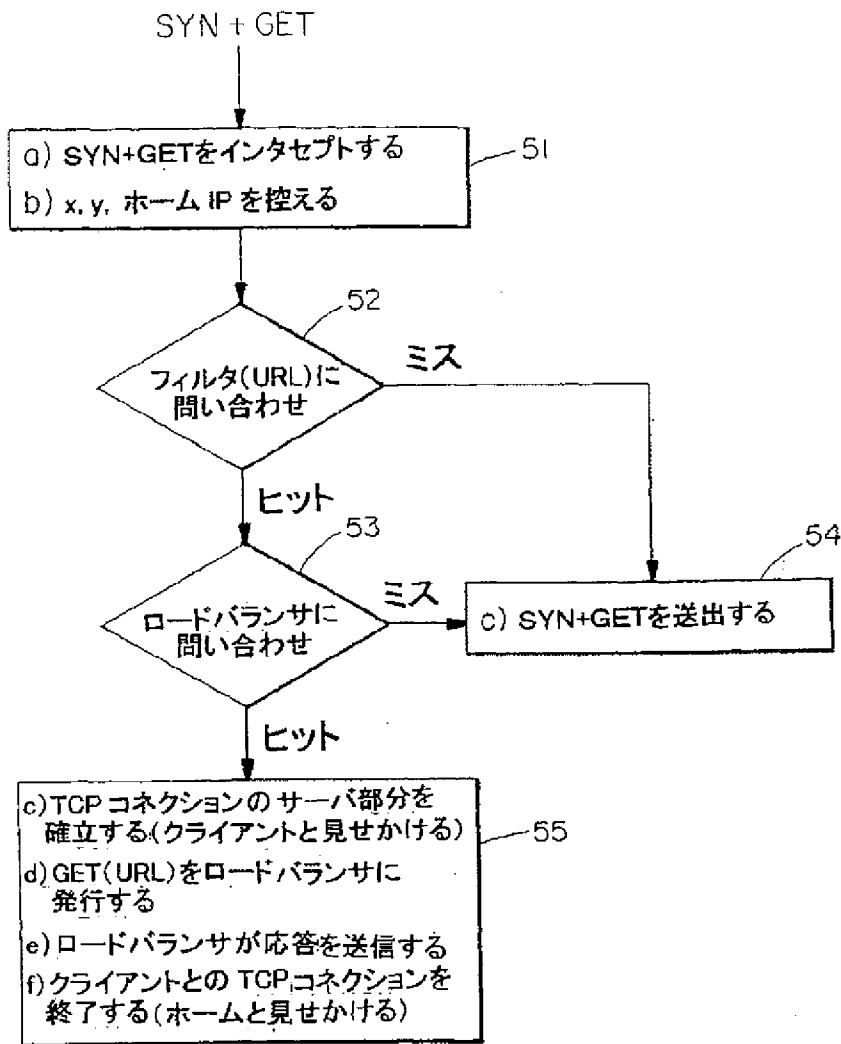 SYN + GET
a) SYN+GETをインタセプトする
51
b) x, y, ホーム IP を控える
52
フィルタ(URL)に
問い合わせ
ミス
ヒット
53
54
ロードバランサに
問い合わせ
ミス
c) SYN+GETを送出する
ヒット
c)TCP コネクションの サーバ部分を
確立する(クライアントと見せかける)
55
d)GET(URL)をロードバランサに
発行する
e)ロードバランサが応答を送信する
f)クライアントとの TCPコネクションを
終了する(ホームと見せかける)